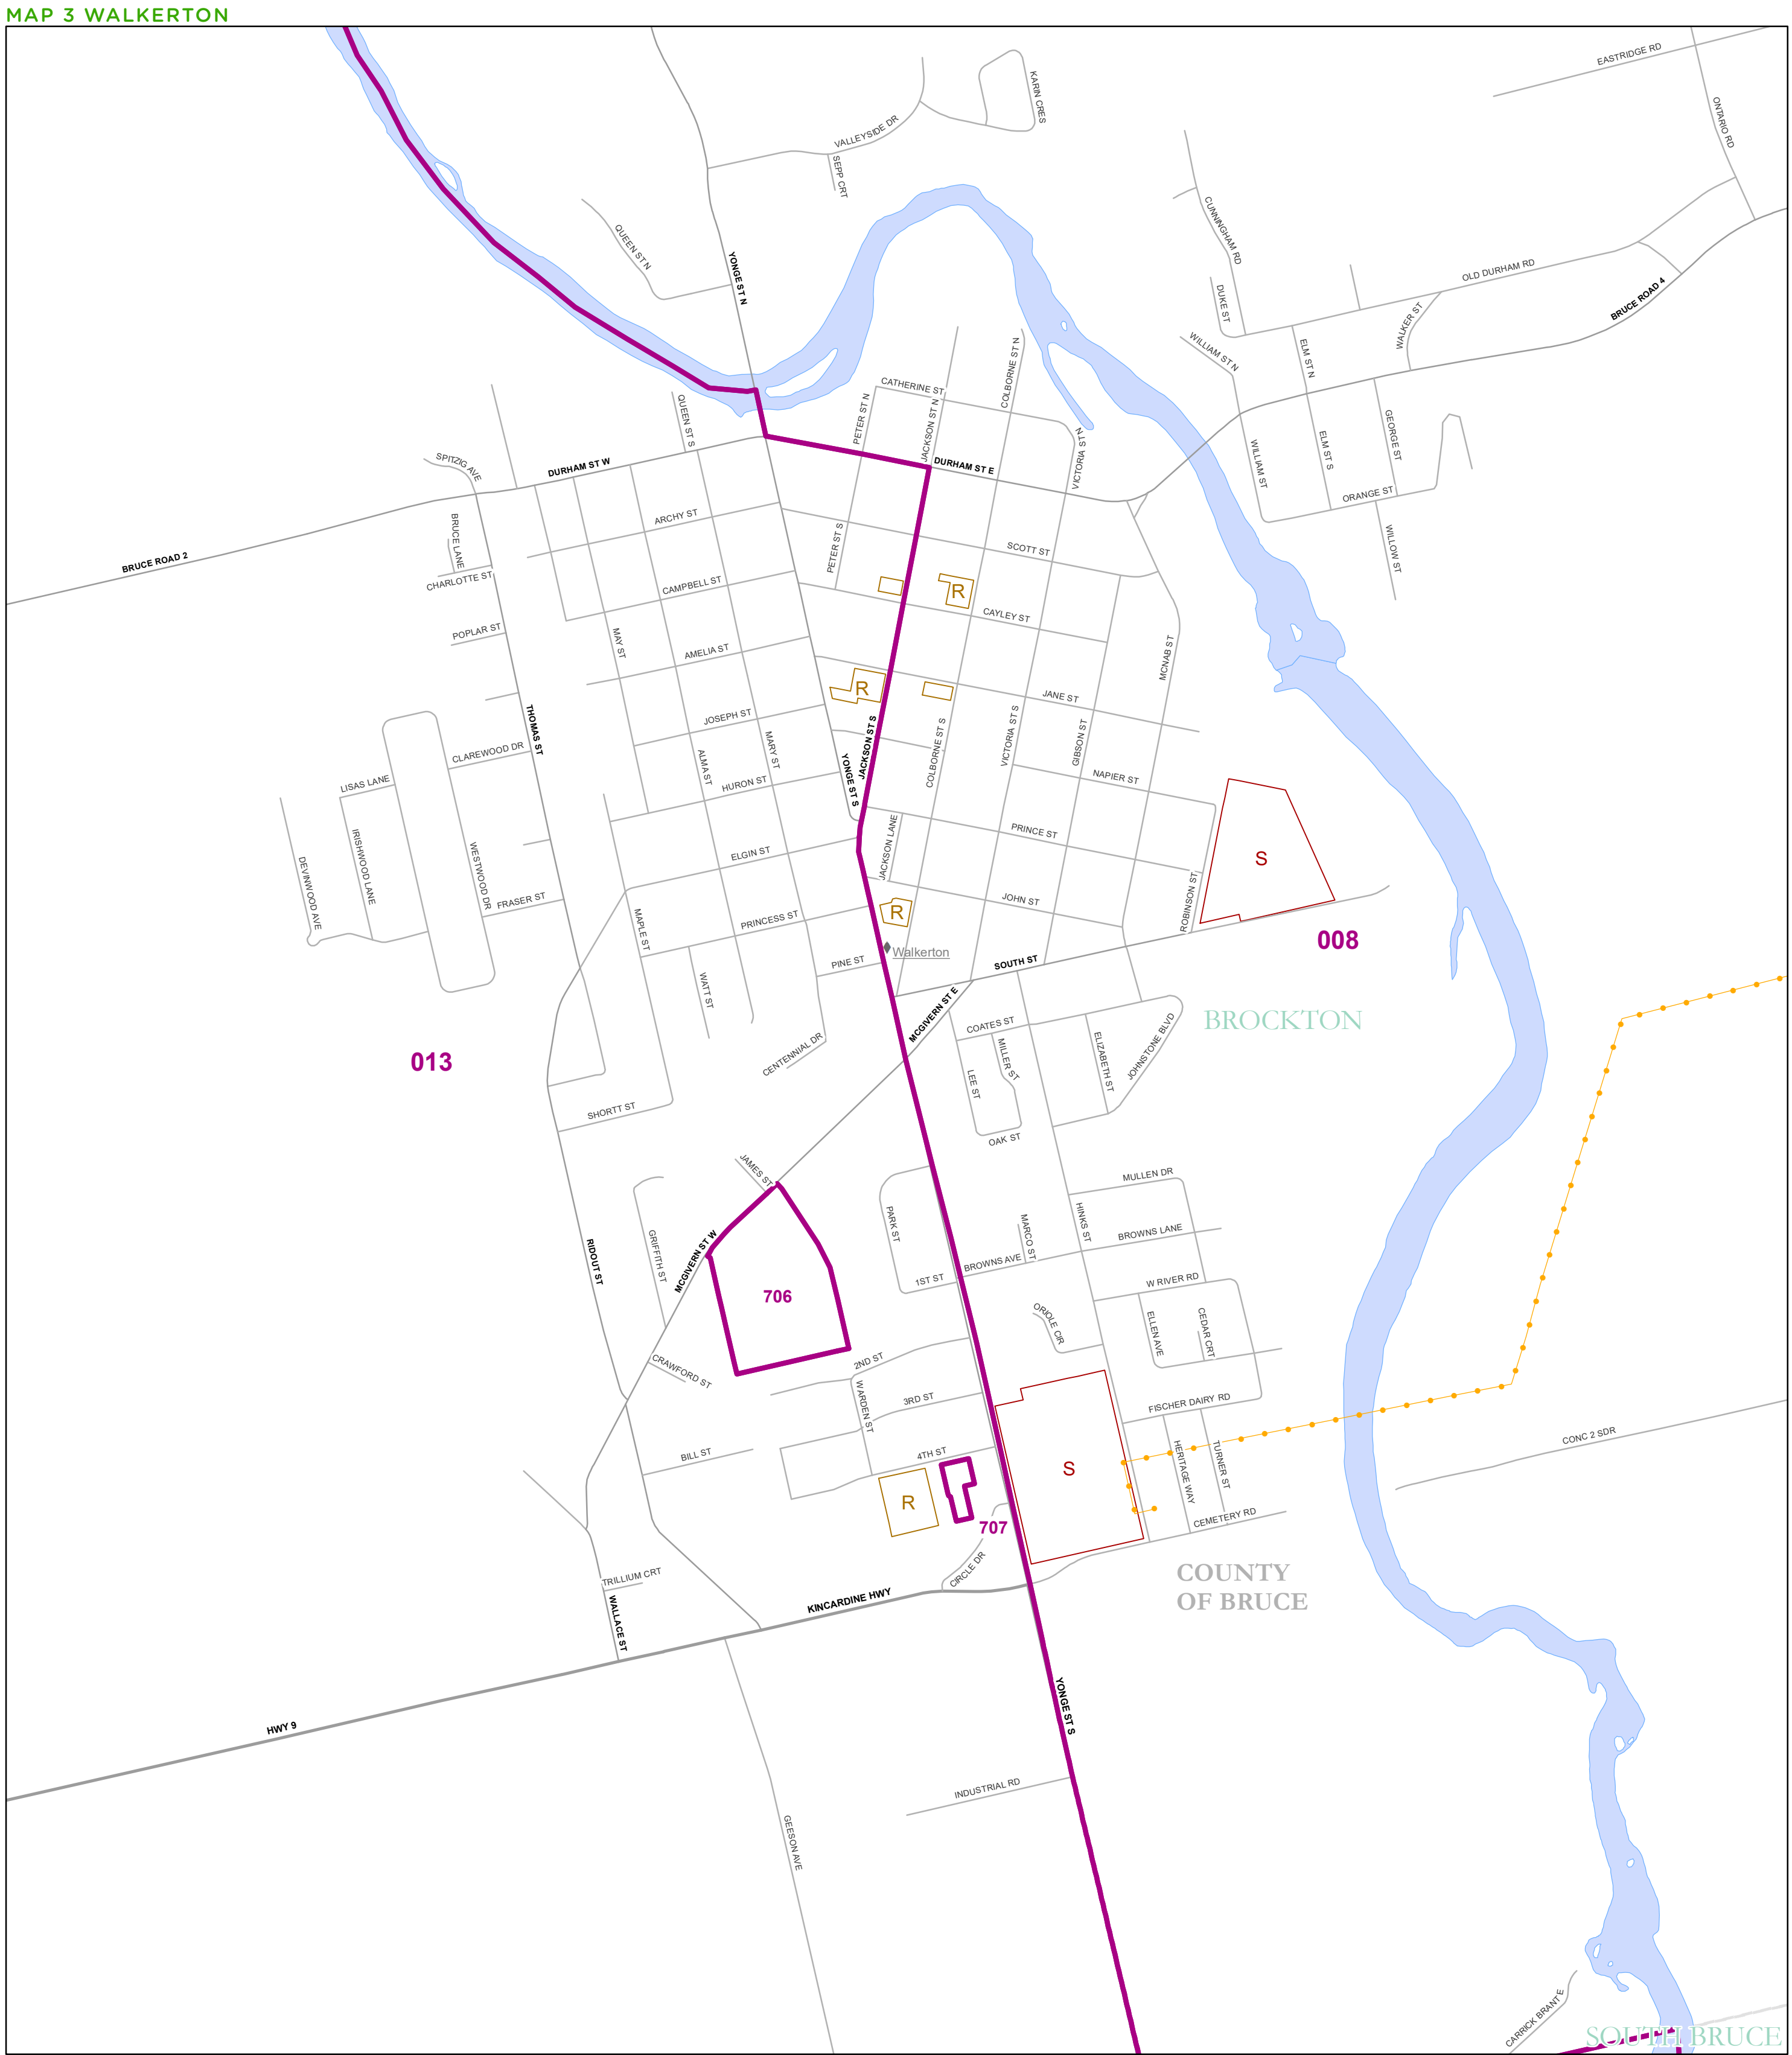 MAP 3 WALKERTON
EASTRIDGE RD
KARIN CRES
ONTARIO RD
VALLEYSIDE DR
SEPP CRT
CUNNINGHAM RD
QUEEN ST N
YONGE ST N
OLD DURHAM RD
DUKE ST
BRUCE ROAD 4
WALKER ST
WILLIAM ST N
ELM ST N
COLBORNE ST N
CATHERINE ST
PETER ST N
JACKSON ST N
QUEEN ST S
VICTORIA ST N
GEORGE ST
ELM ST S
WILLIAM ST
SPITZIG AVE
DURHAM ST W
DURHAM ST E
ORANGE ST
ARCHY ST
BRUCE LANE
PETER ST S
SCOTT ST
WILLOW ST
BRUCE ROAD 2
CHARLOTTE ST
CAMPBELL ST
R
CAYLEY ST
POPLAR ST
MAY ST
AMELIA ST
MCNAB ST
R
JANE ST
THOMAS ST
JOSEPH ST
MARY ST
JACKSON ST S
COLBORNE ST S
VICTORIA ST S
GIBSON ST
CLAREWOOD DR
ALMA ST
YONGE ST S
NAPIER ST
LISAS LANE
HURON ST
PRINCE ST
IRISHWOOD LANE
DEVINWOOD AVE
WESTWOOD DR
ELGIN ST
JACKSON LANE
S
FRASER ST
MAPLE ST
PRINCESS ST
R
JOHN ST
ROBINSON ST
008
Walkerton
PINE ST
SOUTH ST
WATT ST
MCGIVERN ST E
BROCKTON
COATES ST
CENTENNIAL DR
MILLER ST
ELIZABETH ST
JOHNSTONE BLVD
013
LEE ST
SHORTT ST
OAK ST
JAMES ST
MULLEN DR
PARK ST
HINKS ST
MARCO ST
BROWNS LANE
RIDOUT ST
GRIFFITH ST
MCGIVERN ST W
BROWNS AVE
1ST ST
W RIVER RD
706
ORIOLE CIR
ELLEN AVE
CEDAR CRT
2ND ST
CRAWFORD ST
3RD ST
WARDEN ST
FISCHER DAIRY RD
BILL ST
4TH ST
HERITAGE WAY
TURNER ST
CONC 2 SDR
S
R
707
CEMETERY RD
TRILLIUM CRT
CIRCLE DR
COUNTY
OF BRUCE
WALLACE ST
KINCARDINE HWY
YONGE ST S
HWY 9
INDUSTRIAL RD
GEESON AVE
CARRICK BRANT E
SOUTH BRUCE